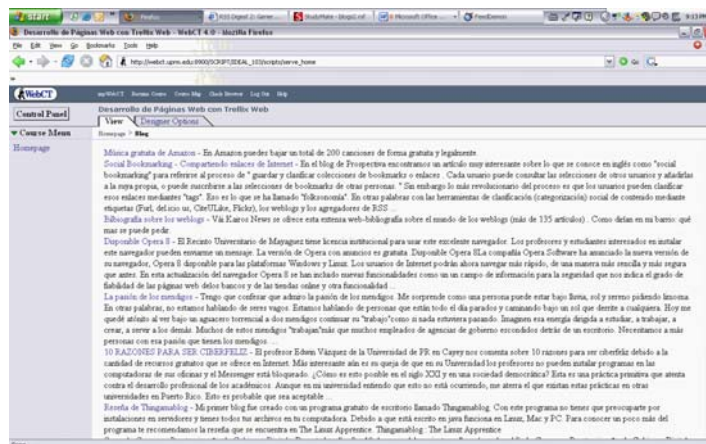 start
Firefox
RSS Digest 2: Gener...
StudyMate - blogs1.rtf
Microsoft Office ...
FeedDemon
9:13 PM
Desarrollo de Páginas Web con Trellix Web - WebCT 4.0 - Mozilla Firefox
File Edit View Go Bookmarks Tools Help
http://webct.uprm.edu:8900/SCRIPT/IDEAL_103/scripts/serve_home
Go
WebCT
myWebCT Resume Course Course Map Check Browser Log Out Help
Control Panel
Desarrollo de Páginas Web con Trellix Web
View Designer Options
Course Menu
Homepage > Blog
Homepage
Música gratuita de Amazon - En Amazon puedes bajar un total de 200 canciones de forma gratuita y legalmente.
Social Bookmarking - Compartiendo enlaces de Internet - En el blog de Prospectiva encontramos un artículo muy interesante sobre lo que se conoce en inglés como "social
bookmarking" para referirse al proceso de " guardar y clasificar colecciones de bookmarks o enlaces . Cada usuario puede consultar las selecciones de otros usuarios y añadirlas
a la suya propia, o puede suscribirse a las selecciones de bookmarks de otras personas. " Sin embargo lo más revolucionario del proceso es que los usuarios pueden clasificar
esos enlaces mediantes "tags". Eso es lo que se ha llamado "folksonomía". En otras palabras con las herramientas de clasificación (categorización) social de contenido mediante
etiquetas (Furl, del.icio.us, CiteULike), los weblogs y los agregadores de RSS ...
Bibiografía sobre los weblogs - Vía Kairos News se ofrece esta extensa web-bibliografía sobre el mundo de los weblogs (más de 135 artículos) . Como dirían en mi barrio: qué
mas se puede pedir.
Disponible Opera 8 - El Recinto Universitario de Mayaguez tiene licencia institucional para usar este excelente navegador. Los profesores y estudiantes interesados en instalar
este navegador pueden enviarme un mensaje. La versión de Opera con anuncios es gratuita. Disponible Opera 8La compañía Opera Software ha anunciado la nueva versión de
su navegador, Opera 8 disponible para las plataformas Windows y Linux. Los usuarios de Internet podrán ahora navegar más rápido, de una manera más sencilla y más segura
que antes. En esta actualización del navegador Opera 8 se han incluido nuevas funcionalidades como un un campo de información para la seguridad que nos indica el grado de
fiabilidad de las páginas web delos bancos y de las tiendas online y otra funcionalidad ...
La pasión de los mendigos - Tengo que confesar que admiro la pasión de los mendigos. Me sorprende como una persona puede estar bajo lluvia, sol y sereno pidiendo limosna.
En otras palabras, no estamos hablando de seres vagos. Estamos hablando de personas que están todo el día parados y caminando bajo un sol que derrite a cualquiera. Hoy me
quedé atónito al ver bajo un aguacero torrencial a dos mendigos continuar su "trabajo"como si nada estuviera pasando. Imaginen esa energía dirigida a estudiar, a trabajar, a
crear, a servir a los demás. Muchos de estos mendigos "trabajan"más que muchos empleados de agencias de gobierno escondidos detrás de un escritorio. Necesitamos a más
personas con esa pasión que tienen los mendigos. ...
10 RAZONES PARA SER CIBERFELIZ - El profesor Edwin Vázquez de la Universidad de PR en Cayey nos comenta sobre 10 razones para ser ciberfeliz debido a la
cantidad de recursos gratuitos que se ofrece en Internet. Más interesante aún es su queja de que en su Universidad los profesores no pueden instalar programas en las
computadoras de sus oficinas y el Messenger está bloqueado. ¿Cómo es esto posible en el siglo XXI y en una sociedad democrática? Esta es una práctica primitiva que atenta
contra el desarrollo profesional de los académicos. Aunque en mi universidad entiendo que esto no está ocurriendo, me aterra el que existan estas prácticas en otras
universidades en Puerto Rico. Esto es probable que sea aceptable ...
Reseña de Thingamablog - Mi primer blog fue creado con un programa gratuito de escritorio llamado Thingamablog. Con este programa no tienes que preocuparte por
instalaciones en servidores y tienes todos tus archivos en tu computadora. Debido a que está escrito en java funciona en Linux, Mac y PC. Para conocer un poco más del
programa te recomendamos la reseña que se encuentra en The Linux Apprentice. Thingamablog : The Linux Apprentice